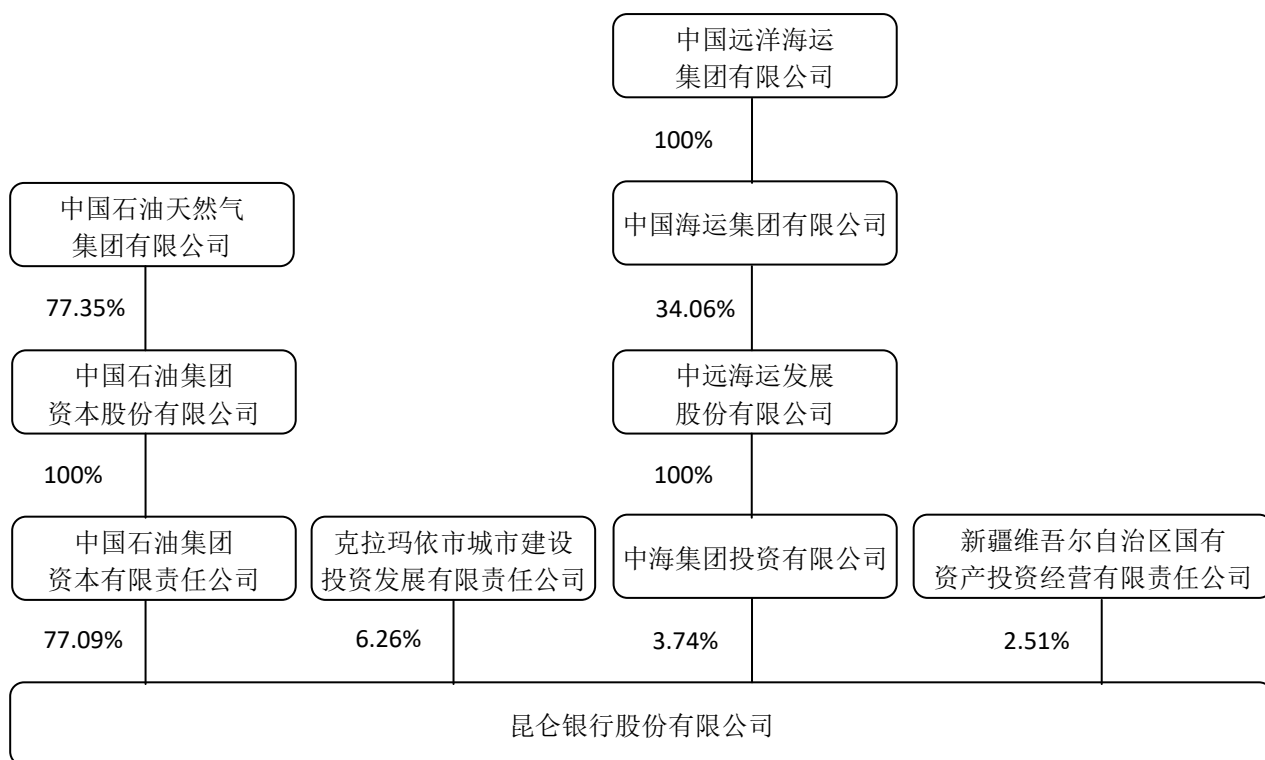 中国远洋海运
集团有限公司
100%
中国石油天然气
集团有限公司
中国海运集团有限公司
77.35%
34.06%
中国石油集团
资本股份有限公司
中远海运发展
股份有限公司
100%
100%
中国石油集团
资本有限责任公司
克拉玛依市城市建设
投资发展有限责任公司
中海集团投资有限公司
新疆维吾尔自治区国有
资产投资经营有限责任公司
77.09%
6.26%
3.74%
2.51%
昆仑银行股份有限公司